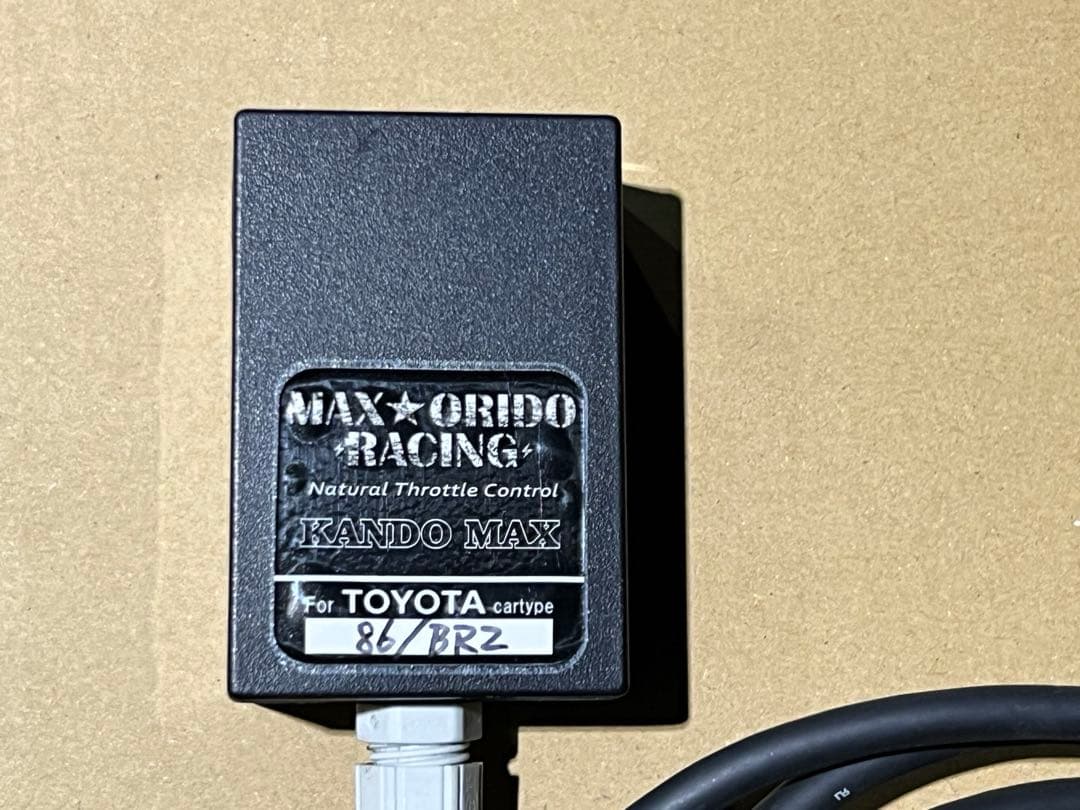 MAX★ORIDO
RACING
Natural Throttle Control
KANDO MAX
For TOYOTA cartype
86/BRZ